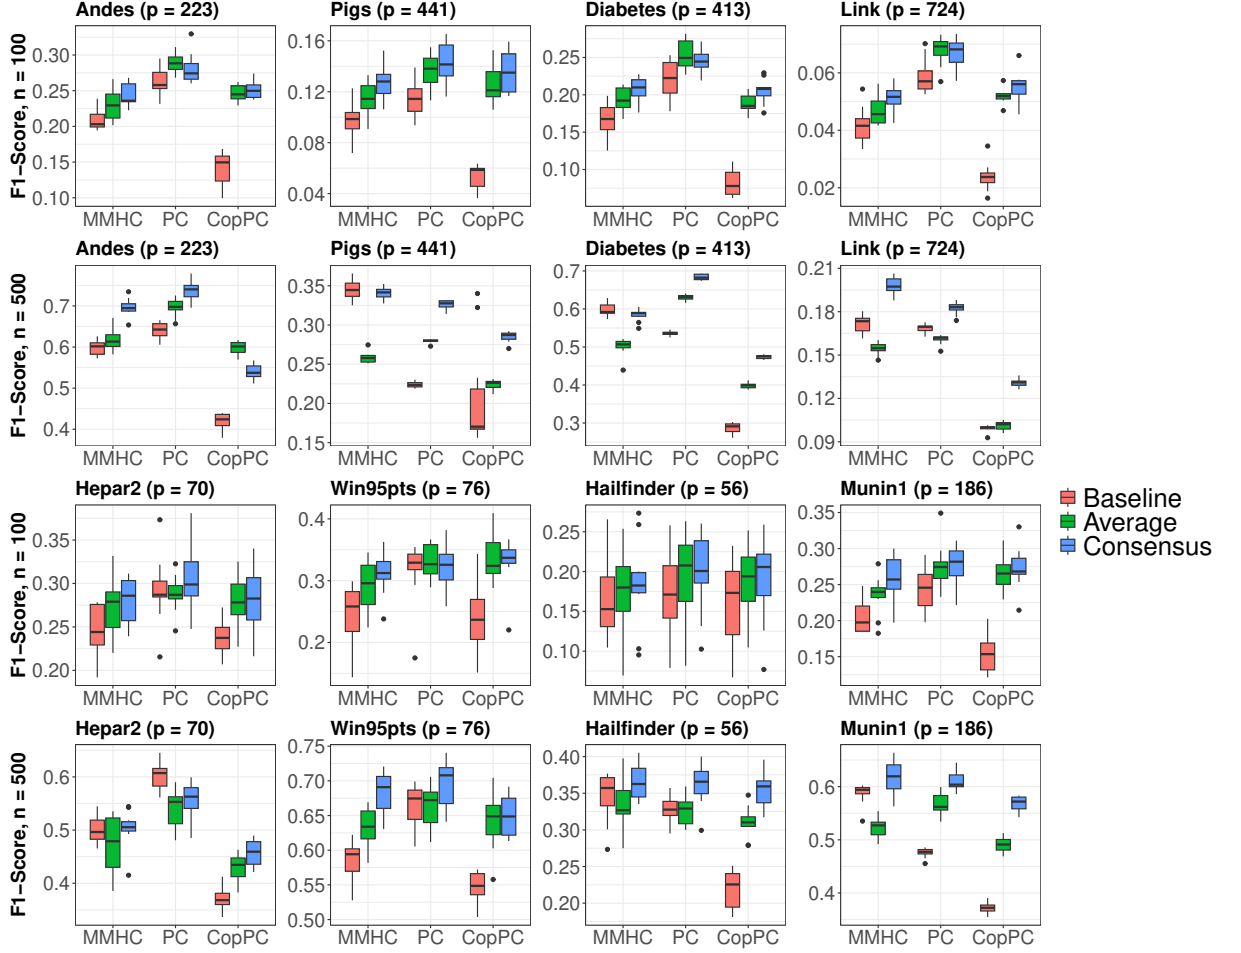 Andes (p = 223) Pigs (p = 441) Diabetes (p = 413) Link (p = 724)
F1−Score, n = 100
0.30 0.25 0.20 0.15 0.10
0.16 0.12 0.08 0.04
0.25 0.20 0.15 0.10
0.06 0.04 0.02
MMHC PC CopPC MMHC PC CopPC MMHC PC CopPC MMHC PC CopPC
Andes (p = 223) Pigs (p = 441) Diabetes (p = 413) Link (p = 724)
F1−Score, n = 500
0.7 0.6 0.5 0.4
0.35 0.30 0.25 0.20 0.15
0.7 0.6 0.5 0.4 0.3
0.21 0.18 0.15 0.12 0.09
MMHC PC CopPC MMHC PC CopPC MMHC PC CopPC MMHC PC CopPC
Hepar2 (p = 70) Win95pts (p = 76) Hailfinder (p = 56) Munin1 (p = 186)
F1−Score, n = 100
0.35 0.30 0.25 0.20
0.4 0.3 0.2
0.25 0.20 0.15 0.10
0.35 0.30 0.25 0.20 0.15
MMHC PC CopPC MMHC PC CopPC MMHC PC CopPC MMHC PC CopPC
Baseline
Average
Consensus
Hepar2 (p = 70) Win95pts (p = 76) Hailfinder (p = 56) Munin1 (p = 186)
F1−Score, n = 500
0.6 0.5 0.4
0.75 0.70 0.65 0.60 0.55 0.50
0.40 0.35 0.30 0.25 0.20
0.6 0.5 0.4
MMHC PC CopPC MMHC PC CopPC MMHC PC CopPC MMHC PC CopPC